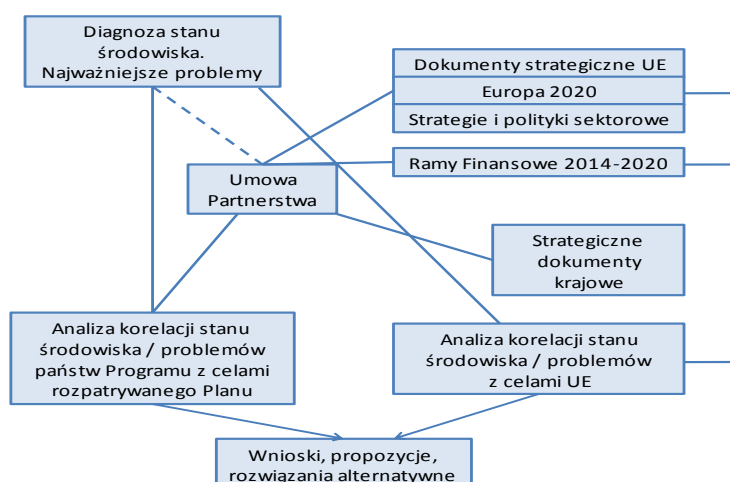 Diagnoza stanu
środowiska.
Najważniejsze problemy
Dokumenty strategiczne UE
Europa 2020
Strategie i polityki sektorowe
Ramy Finansowe 2014-2020
Umowa
Partnerstwa
Strategiczne
dokumenty
krajowe
Analiza korelacji stanu
środowiska / problemów
państw Programu z celami
rozpatrywanego Planu
Analiza korelacji stanu
środowiska / problemów
z celami UE
Wnioski, propozycje,
rozwiązania alternatywne